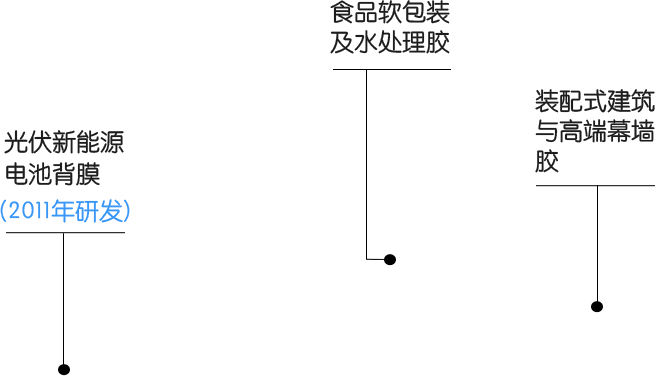 食品软包装
及水处理胶
装配式建筑
与高端幕墙
胶
光伏新能源
电池背膜
(2011年研发)